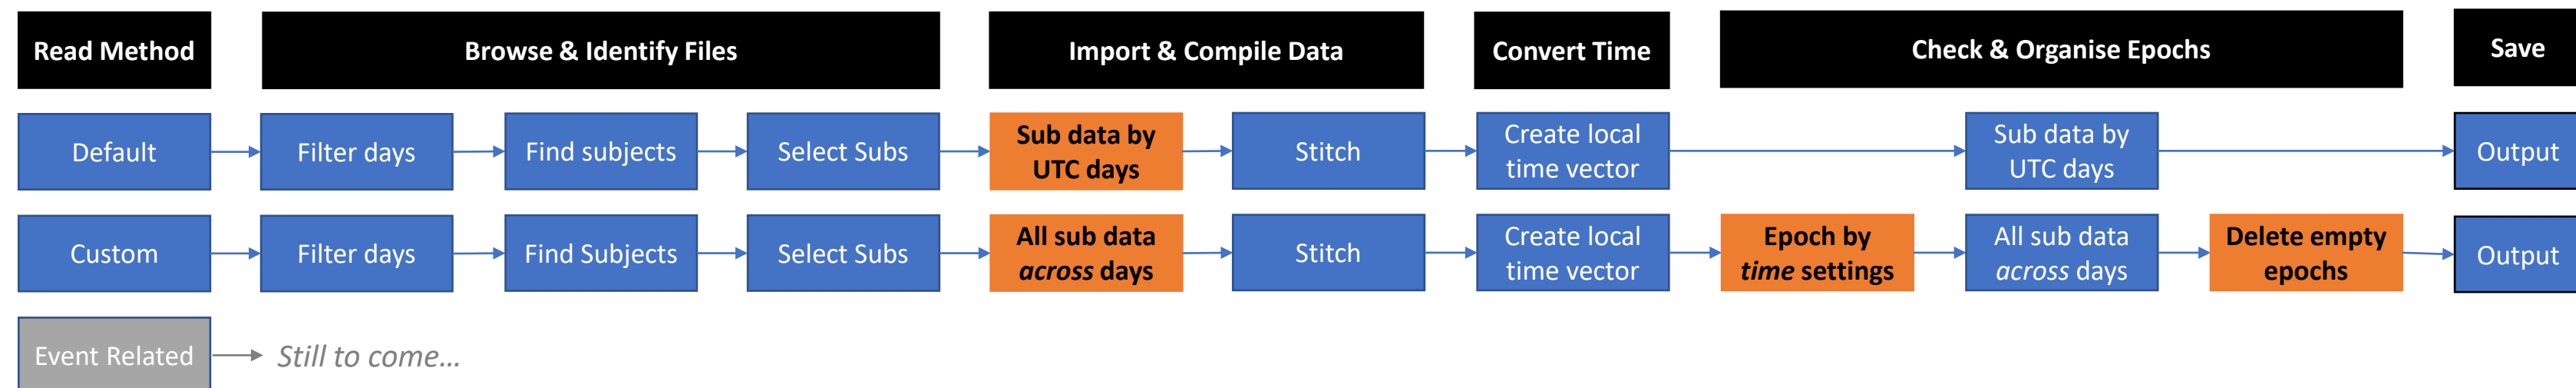 Read Method
Browse & Identify Files
Import & Compile Data
Convert Time
Check & Organise Epochs
Save
Default
Filter days
Find subjects
Select Subs
Sub data by
UTC days
Stitch
Create local
time vector
Sub data by
UTC days
Output
Custom
Filter days
Find Subjects
Select Subs
All sub data
across days
Stitch
Create local
time vector
Epoch by
time settings
All sub data
across days
Delete empty
epochs
Output
Event Related
Still to come...